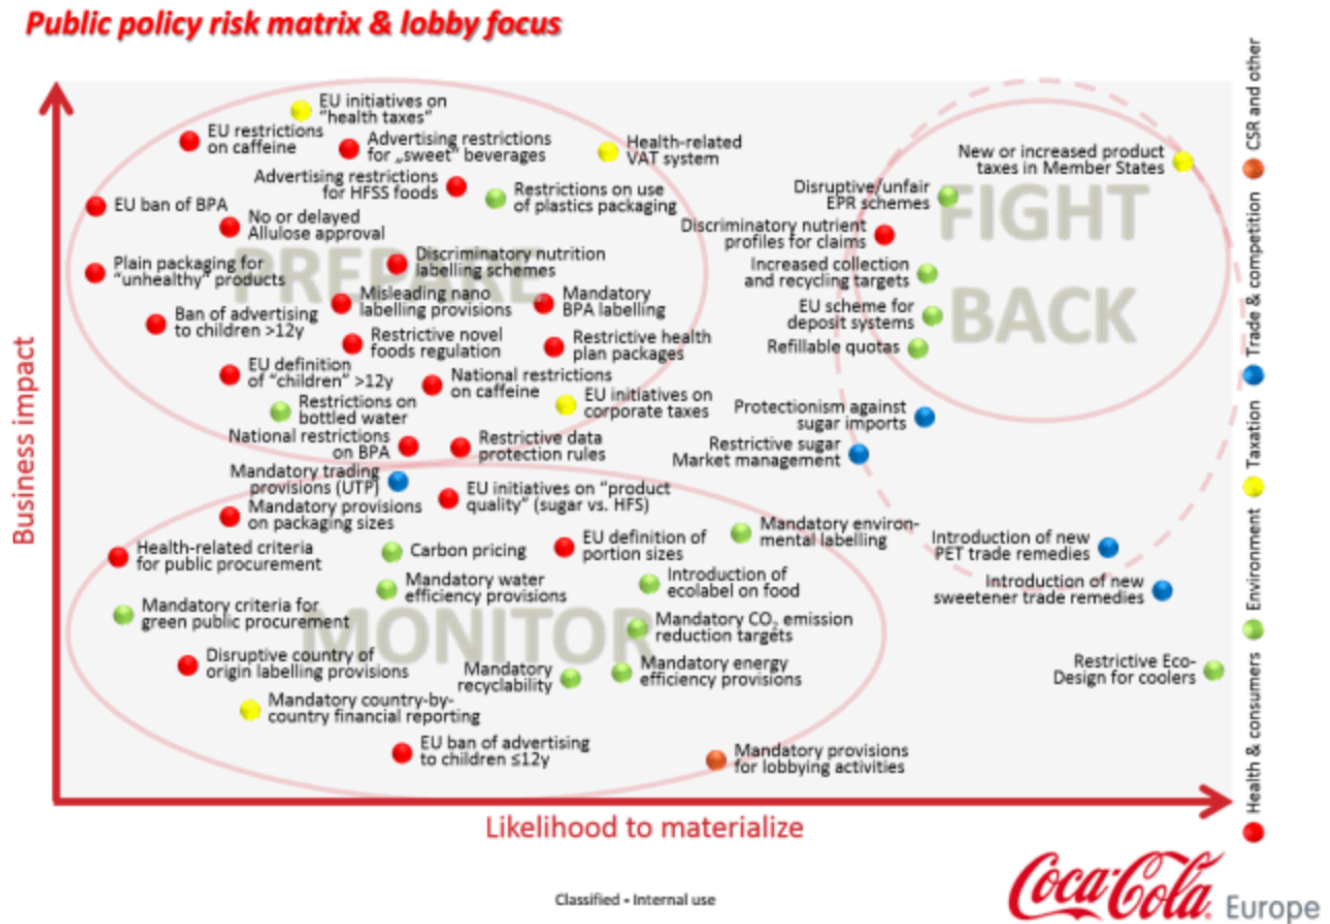 Public policy risk matrix & lobby focus
EU initiatives on
"health taxes"
EU restrictions
on caffeine
Advertising restrictions
for „sweet" beverages
Health-related
VAT system
New or increased product
taxes in Member States
Advertising restrictions
for HFSS foods
Restrictions on use
of plastics packaging
Disruptive/unfair
EPR schemes
EU ban of BPA
No or delayed
Allulose approval
Discriminatory nutrient
profiles for claims
FIGHT
BACK
PREPARE
Plain packaging for
"unhealthy" products
Discriminatory nutrition
labelling schemes
Increased collection
and recycling targets
Misleading nano
labelling provisions
Mandatory
BPA labelling
Ban of advertising
to children >12y
EU scheme for
deposit systems
Restrictive novel
foods regulation
Restrictive health
plan packages
Refillable quotas
EU definition
of "children" >12y
National restrictions
on caffeine
Restrictions on
bottled water
EU initiatives on
corporate taxes
Protectionism against
sugar imports
National restrictions
on BPA
Restrictive data
protection rules
Restrictive sugar
Market management
Mandatory trading
provisions (UTP)
EU initiatives on "product
quality" (sugar vs. HFS)
Mandatory provisions
on packaging sizes
Mandatory environ-
mental labelling
Health-related criteria
for public procurement
Carbon pricing
EU definition of
portion sizes
Introduction of new
PET trade remedies
Mandatory water
efficiency provisions
Introduction of
ecolabel on food
Introduction of new
sweetener trade remedies
Mandatory criteria for
green public procurement
MONITOR
Mandatory CO₂ emission
reduction targets
Disruptive country of
origin labelling provisions
Mandatory
recyclability
Mandatory energy
efficiency provisions
Restrictive Eco-
Design for coolers
Mandatory country-by-
country financial reporting
EU ban of advertising
to children ≤12y
Mandatory provisions
for lobbying activities
Business impact
Likelihood to materialize
Health & consumers
Environment
Taxation
Trade & competition
CSR and other
Classified - Internal use
Coca-Cola Europe